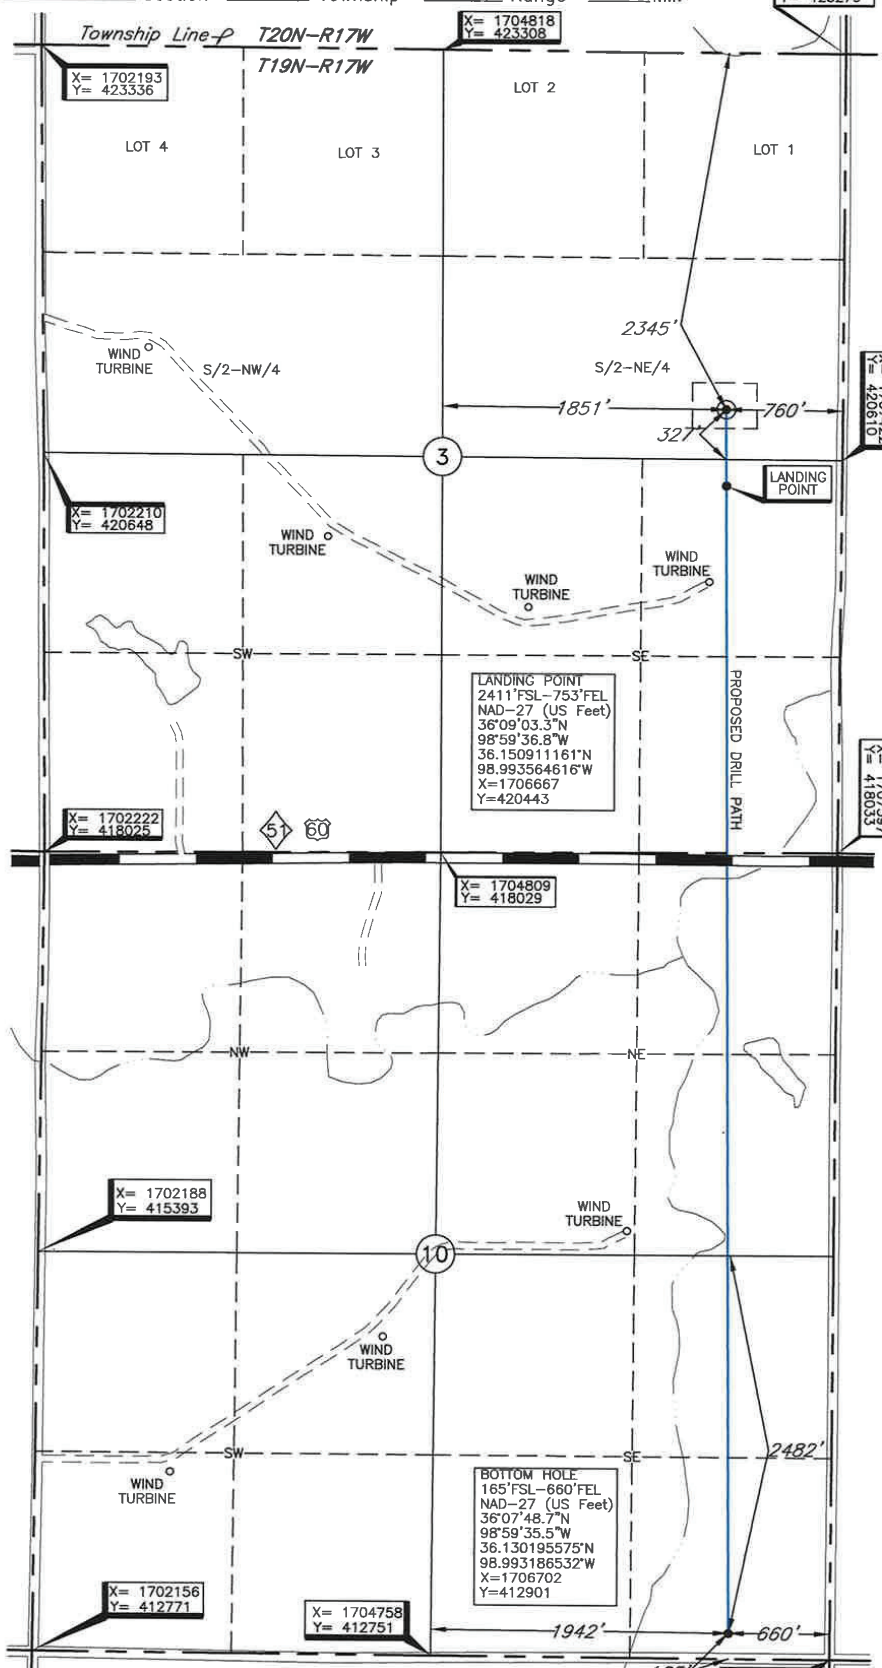 Township Line
T20N-R17W
T19N-R17W
X= 1704818
Y= 423308
X= 1702193
Y= 423336
LOT 4
LOT 3
LOT 2
LOT 1
2345'
WIND
TURBINE
S/2-NW/4
S/2-NE/4
1851'
760'
327'
3
Y= 420610
LANDING
POINT
X= 1702210
Y= 420648
WIND
TURBINE
WIND
TURBINE
WIND
TURBINE
SW
SE
LANDING POINT
2411'FSL-753'FEL
NAD-27 (US Feet)
36°09'03.3"N
98°59'36.8"W
36.150911161°N
98.993564616°W
X=1706667
Y=420443
PROPOSED DRILL PATH
Y= 418033
X= 1702222
Y= 418025
51
60
X= 1704809
Y= 418029
NW
NE
X= 1702188
Y= 415393
WIND
TURBINE
10
WIND
TURBINE
SW
SE
2482'
WIND
TURBINE
BOTTOM HOLE
165'FSL-660'FEL
NAD-27 (US Feet)
36°07'48.7"N
98°59'35.5"W
36.130195575°N
98.993186532°W
X=1706702
Y=412901
X= 1702156
Y= 412771
X= 1704758
Y= 412751
1942'
660'